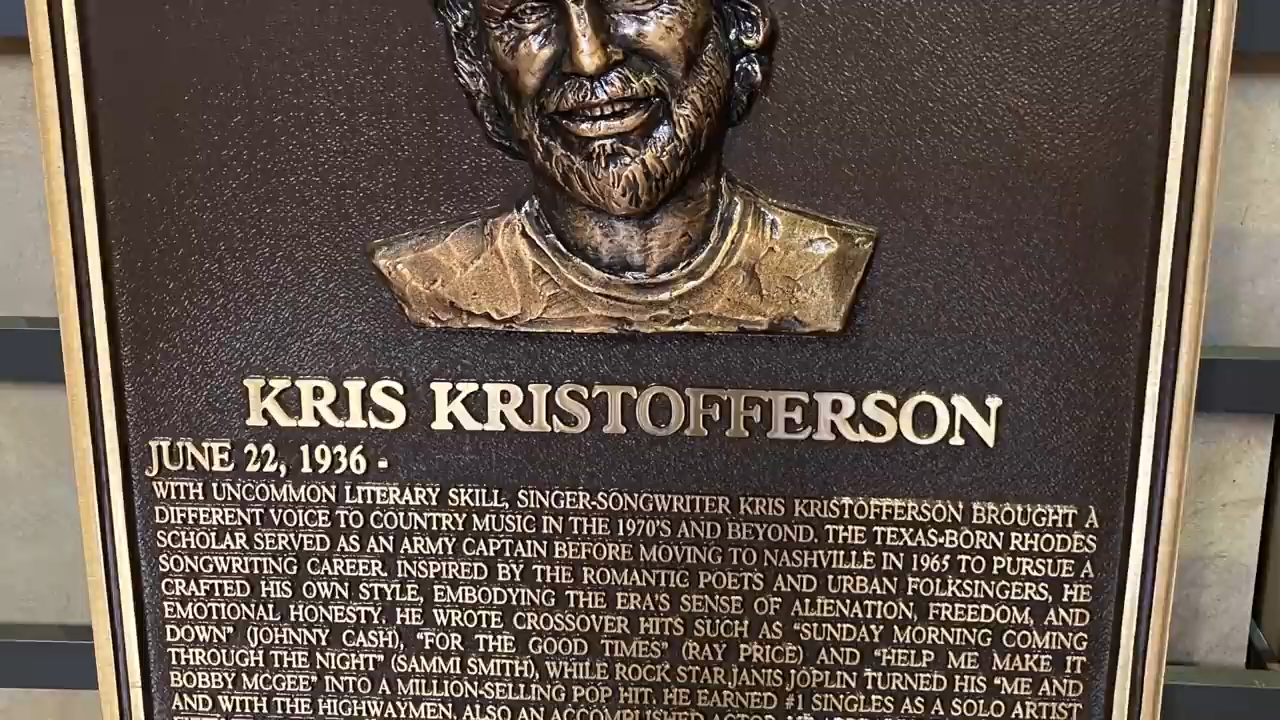 KRIS KRISTOFFERSON
JUNE 22, 1936 -
WITH UNCOMMON LITERARY SKILL, SINGER-SONGWRITER KRIS KRISTOFFERSON BROUGHT A
DIFFERENT VOICE TO COUNTRY MUSIC IN THE 1970'S AND BEYOND. THE TEXAS-BORN RHODES
SCHOLAR SERVED AS AN ARMY CAPTAIN BEFORE MOVING TO NASHVILLE IN 1965 TO PURSUE A
SONGWRITING CAREER. INSPIRED BY THE ROMANTIC POETS AND URBAN FOLKSINGERS, HE
CRAFTED HIS OWN STYLE, EMBODYING THE ERA'S SENSE OF ALIENATION, FREEDOM, AND
EMOTIONAL HONESTY. HE WROTE CROSSOVER HITS SUCH AS "SUNDAY MORNING COMING
DOWN" (JOHNNY CASH), "FOR THE GOOD TIMES" (RAY PRICE) AND "HELP ME MAKE IT
THROUGH THE NIGHT" (SAMMI SMITH), WHILE ROCK STAR JANIS JOPLIN TURNED HIS "ME AND
BOBBY MCGEE" INTO A MILLION-SELLING POP HIT. HE EARNED #1 SINGLES AS A SOLO ARTIST
AND WITH THE HIGHWAYMEN. ALSO AN ACCOMPLISHED ACTOR,